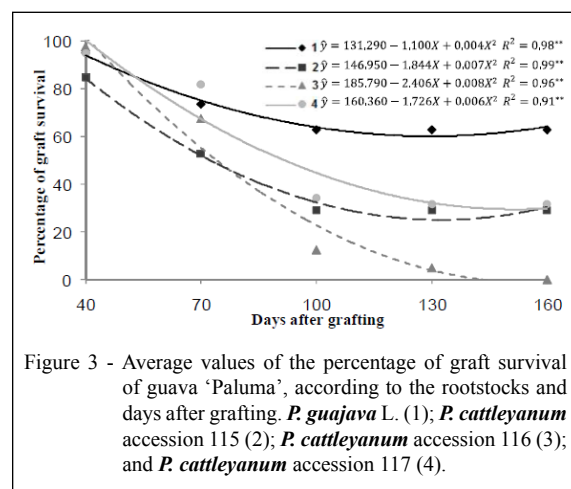 100
80
60
40
20
0
Percentage of graft survival
1 ŷ = 131,290 − 1,100X + 0,004X² R² = 0,98**
2 ŷ = 146,950 − 1,844X + 0,007X² R² = 0,99**
3 ŷ = 185,790 − 2,406X + 0,008X² R² = 0,96**
4 ŷ = 160,360 − 1,726X + 0,006X² R² = 0,91**
40 70 100 130 160
Days after grafting
Figure 3 - Average values of the percentage of graft survival
of guava ‘Paluma’, according to the rootstocks and
days after grafting. P. guajava L. (1); P. cattleyanum
accession 115 (2); P. cattleyanum accession 116 (3);
and P. cattleyanum accession 117 (4).